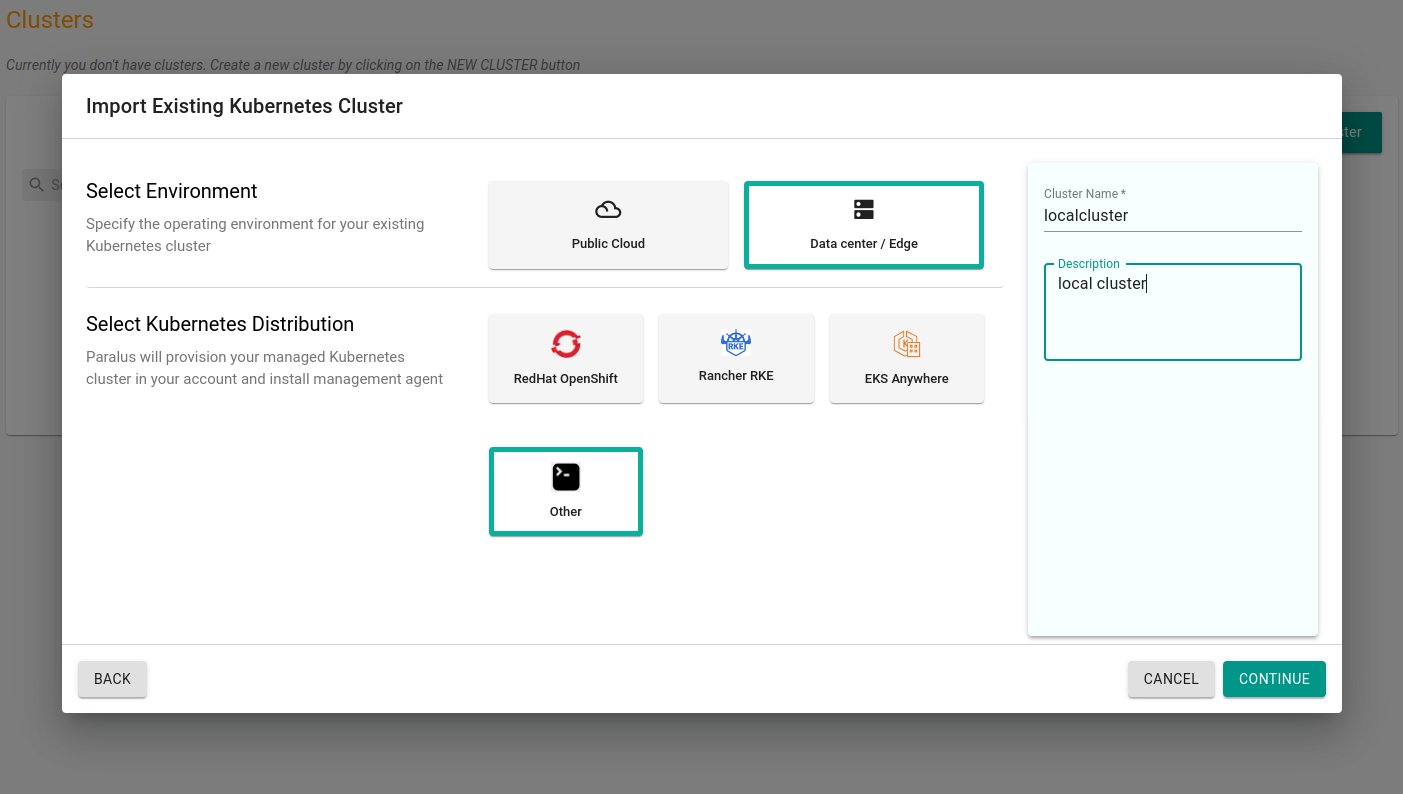 Clusters
Currently you don't have clusters. Create a new cluster by clicking on the NEW CLUSTER button
Import Existing Kubernetes Cluster
Select Environment
Specify the operating environment for your existing
Kubernetes cluster
Public Cloud
Data center / Edge
Select Kubernetes Distribution
Paralus will provision your managed Kubernetes
cluster in your account and install management agent
RedHat OpenShift
RKE
Rancher RKE
K
EKS Anywhere
>-
Other
Cluster Name *
localcluster
Description
local cluster
BACK
CANCEL
CONTINUE